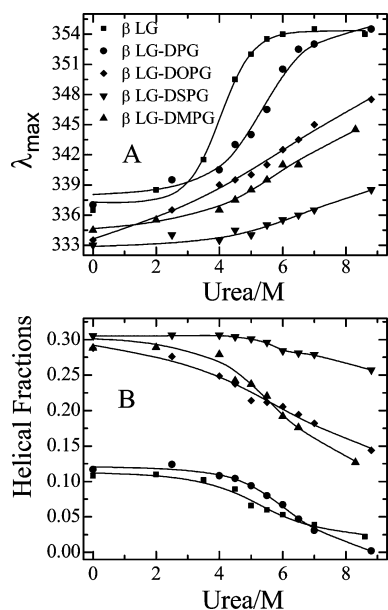 354
351
348
345
342
339
336
333
λmax
β LG
β LG-DPG
β LG-DOPG
β LG-DSPG
β LG-DMPG
A
0 2 4 6 8
Urea/M
0.30
0.25
0.20
0.15
0.10
0.05
0.00
Helical Fractions
B
0 2 4 6 8
Urea/M